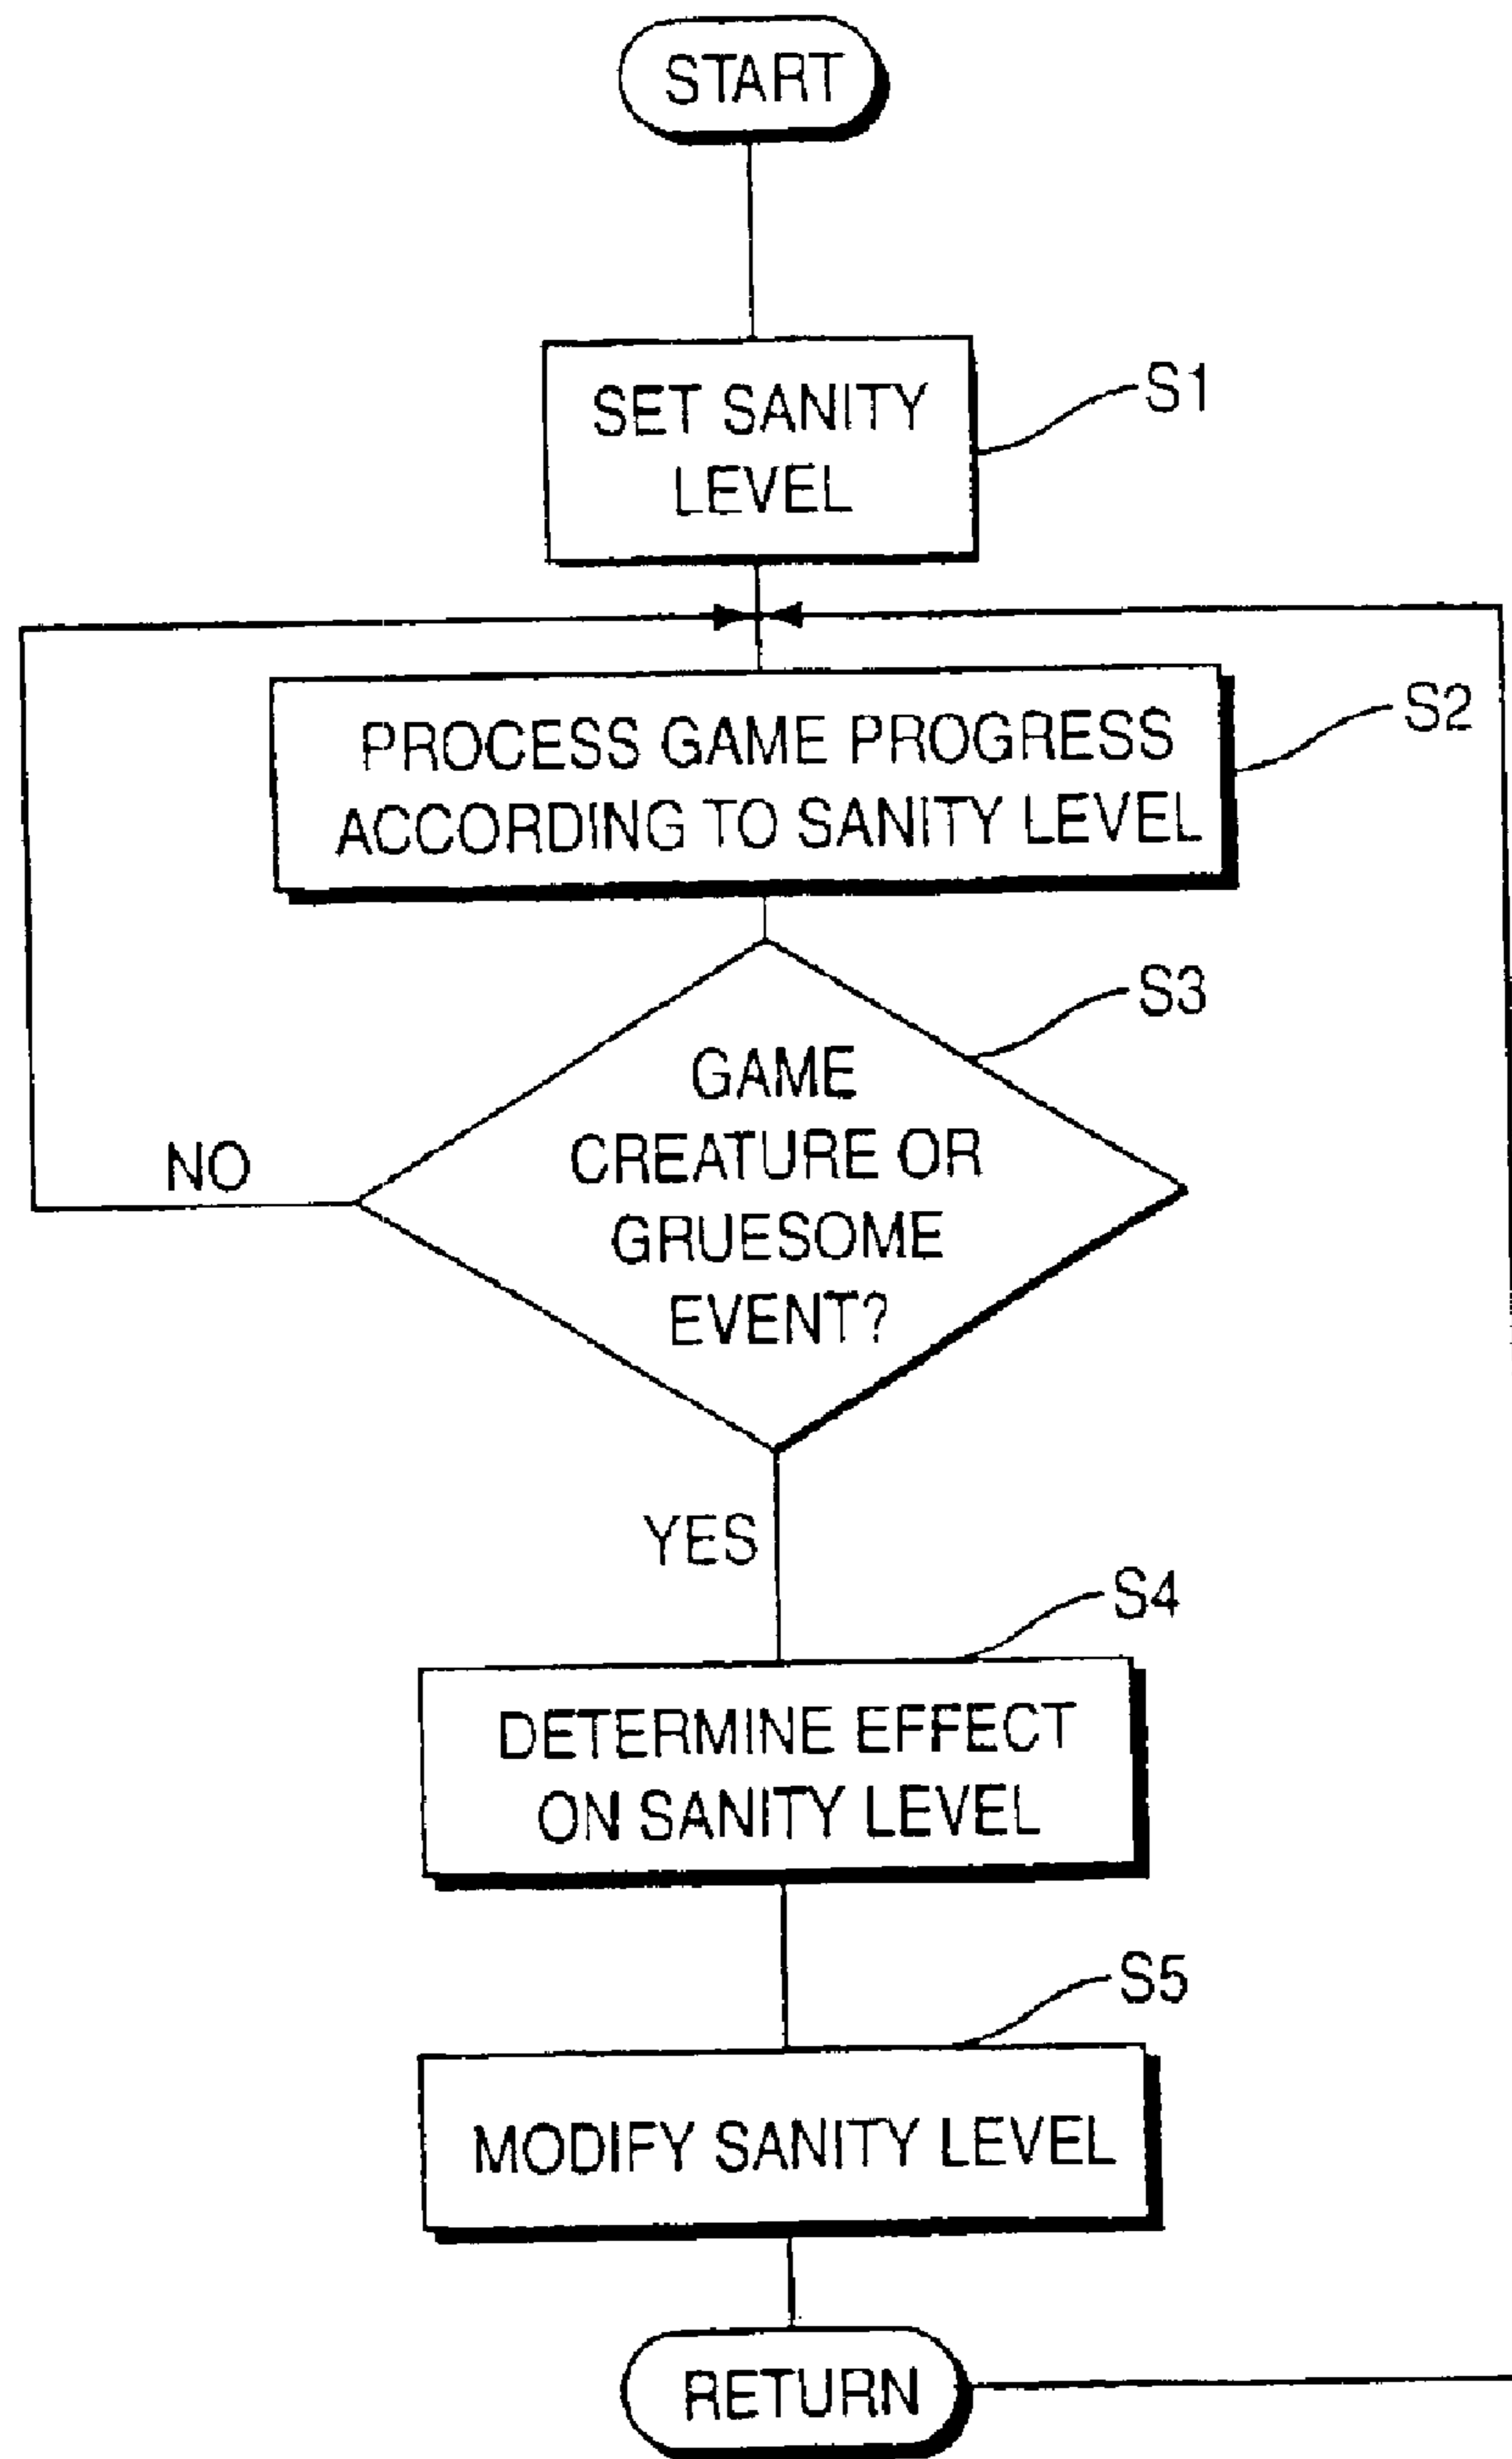 START
SET SANITY
LEVEL
S1
PROCESS GAME PROGRESS
ACCORDING TO SANITY LEVEL
S2
GAME
CREATURE OR
GRUESOME
EVENT?
S3
NO
YES
DETERMINE EFFECT
ON SANITY LEVEL
S4
MODIFY SANITY LEVEL
S5
RETURN